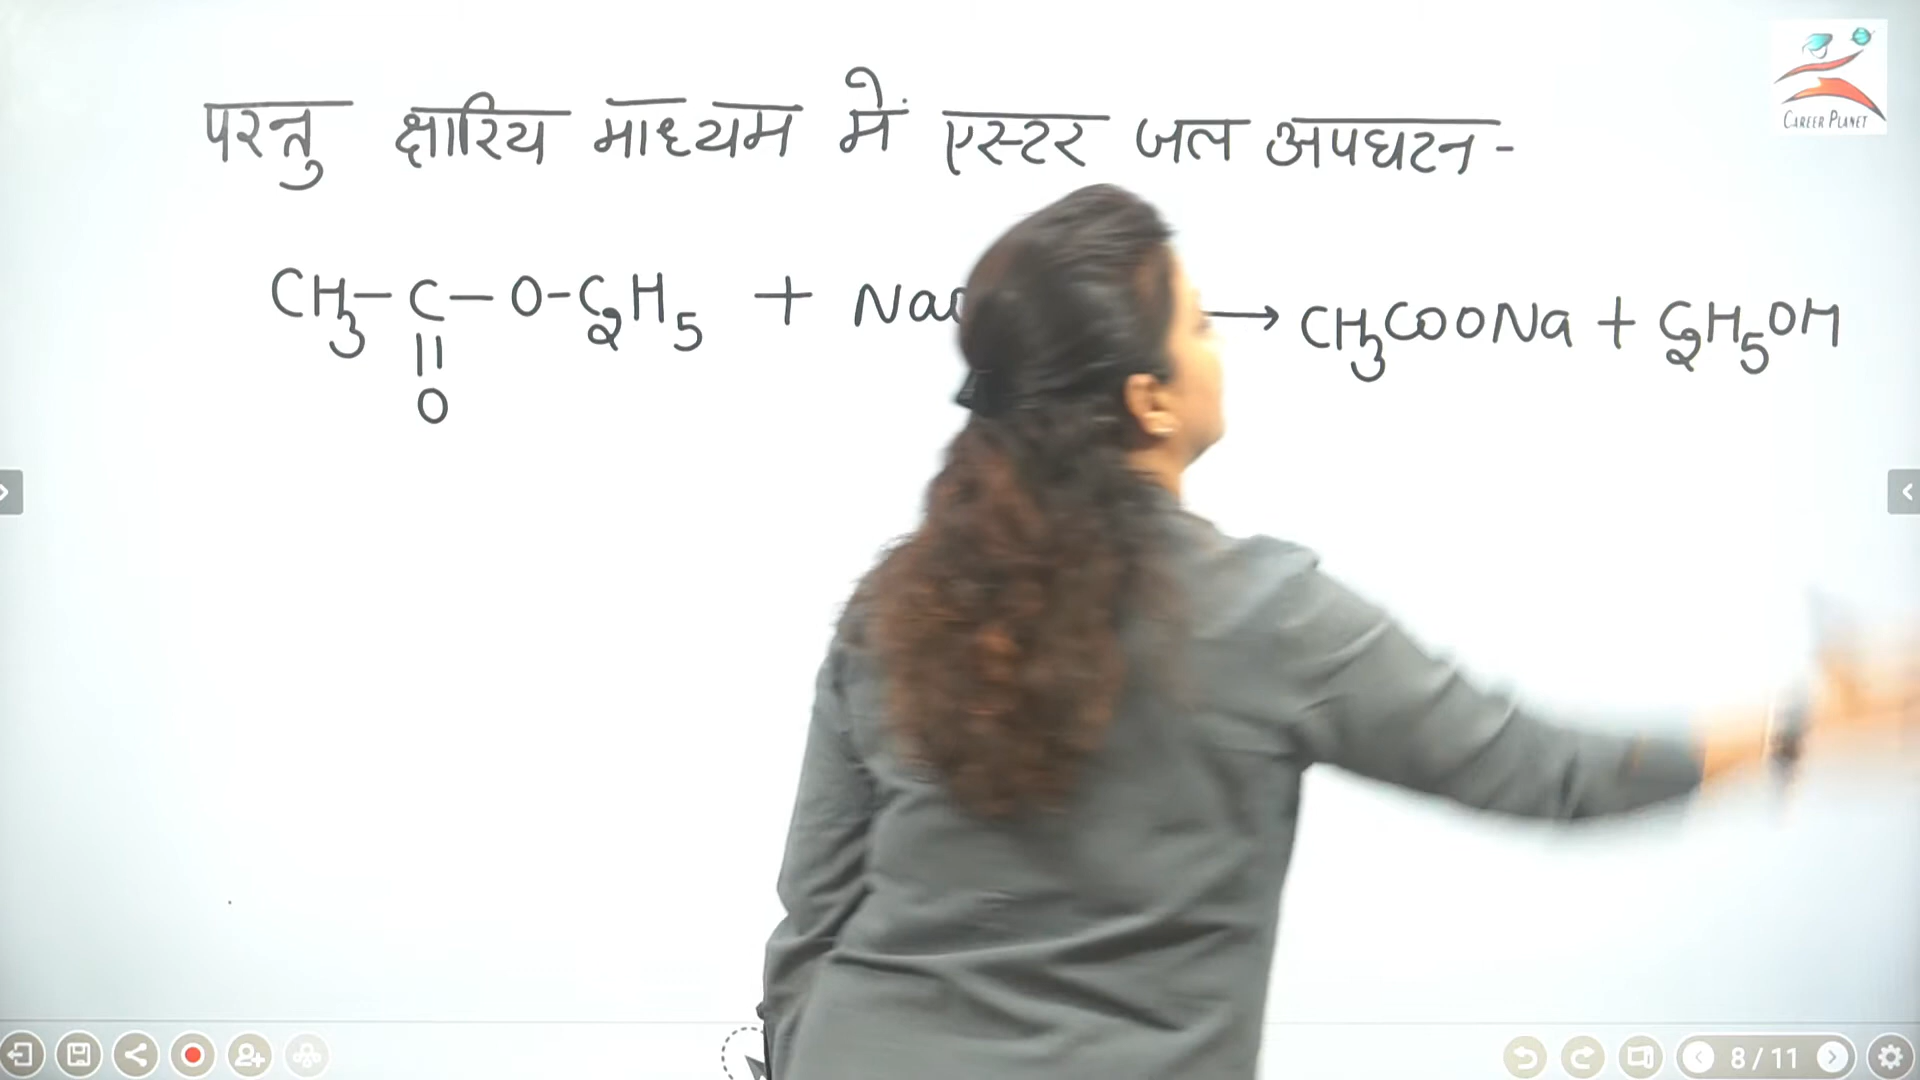 परन्तु क्षारिय माध्यम में एस्टर जल अपघटन -
CH3 - C - O - C2H5 + Na → CH3COONa + C2H5OH
||
O
CAREER PLANET
8 / 11